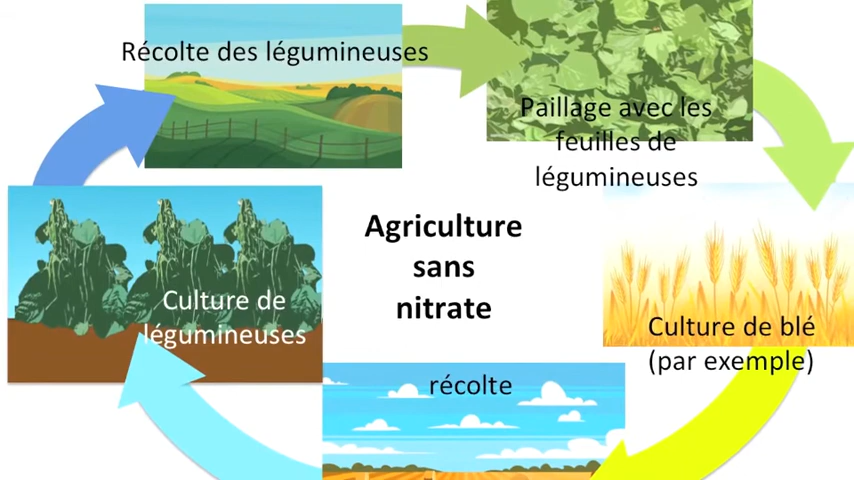 Récolte des légumineuses
Paillage avec les
feuilles de
légumineuses
Agriculture
sans
nitrate
Culture de
légumineuses
Culture de blé
(par exemple)
récolte